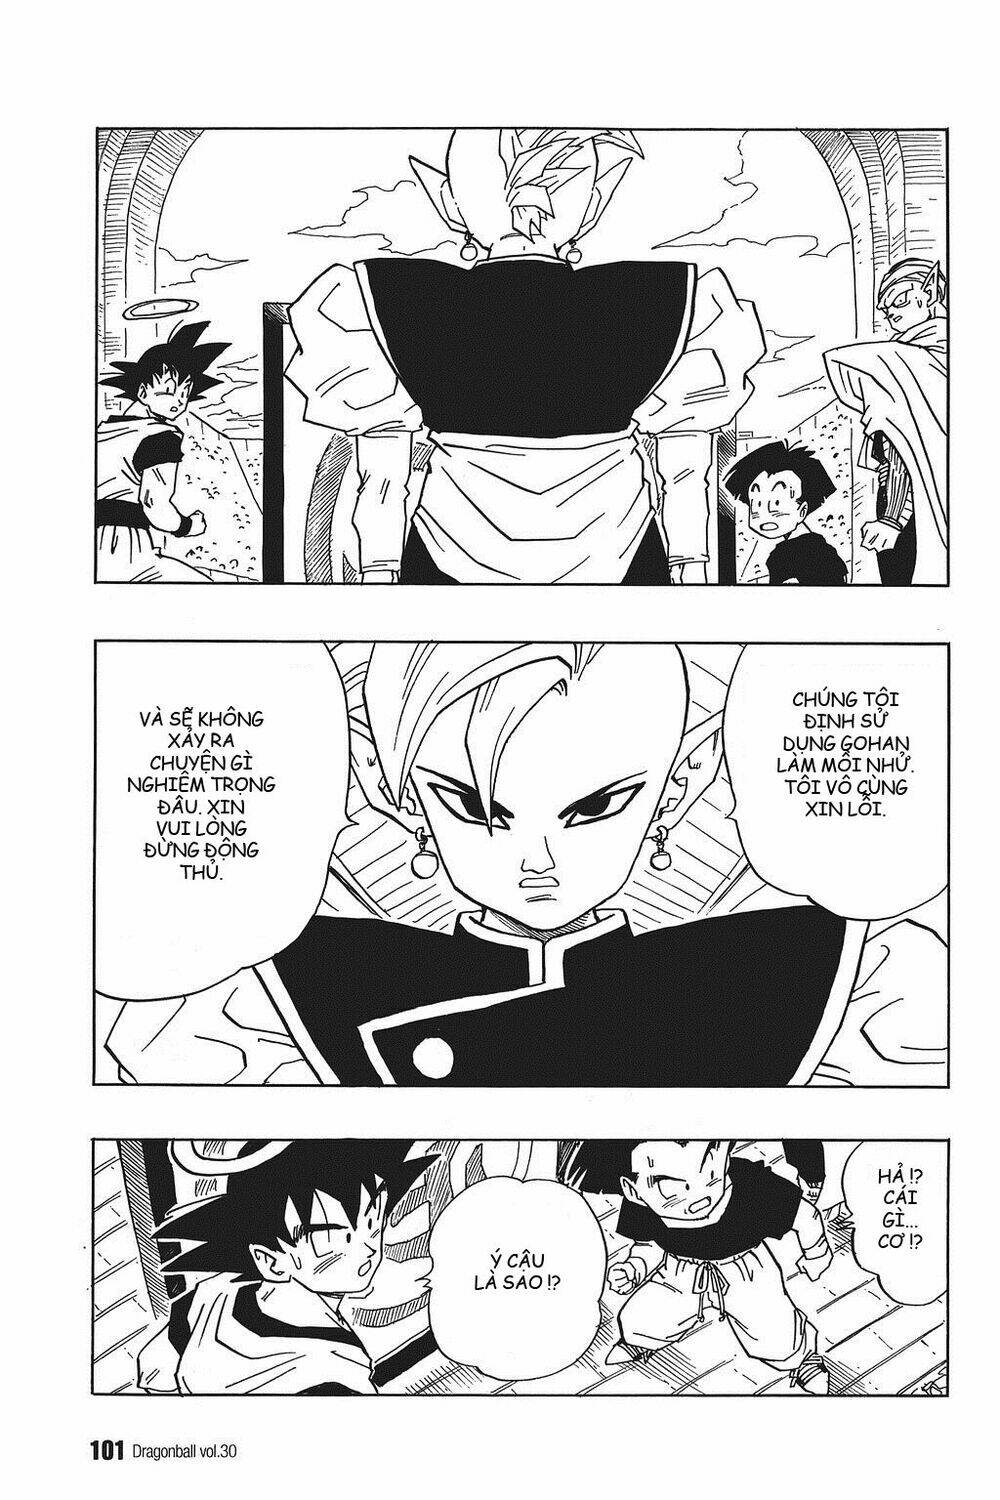 CHÚNG TÔI
ĐỊNH SỬ
DỤNG GOHAN
LÀM MỒI NHỬ.
TÔI VÔ CÙNG
XIN LỖI.
VÀ SẼ KHÔNG
XẢY RA
CHUYỆN GÌ
NGHIÊM TRỌNG
ĐÂU. XIN
VUI LÒNG
ĐỪNG ĐỘNG
THỦ.
HẢ !?
CÁI
GÌ...
CƠ !?
Ý CÂU
LÀ SAO !?
101 Dragonball vol.30